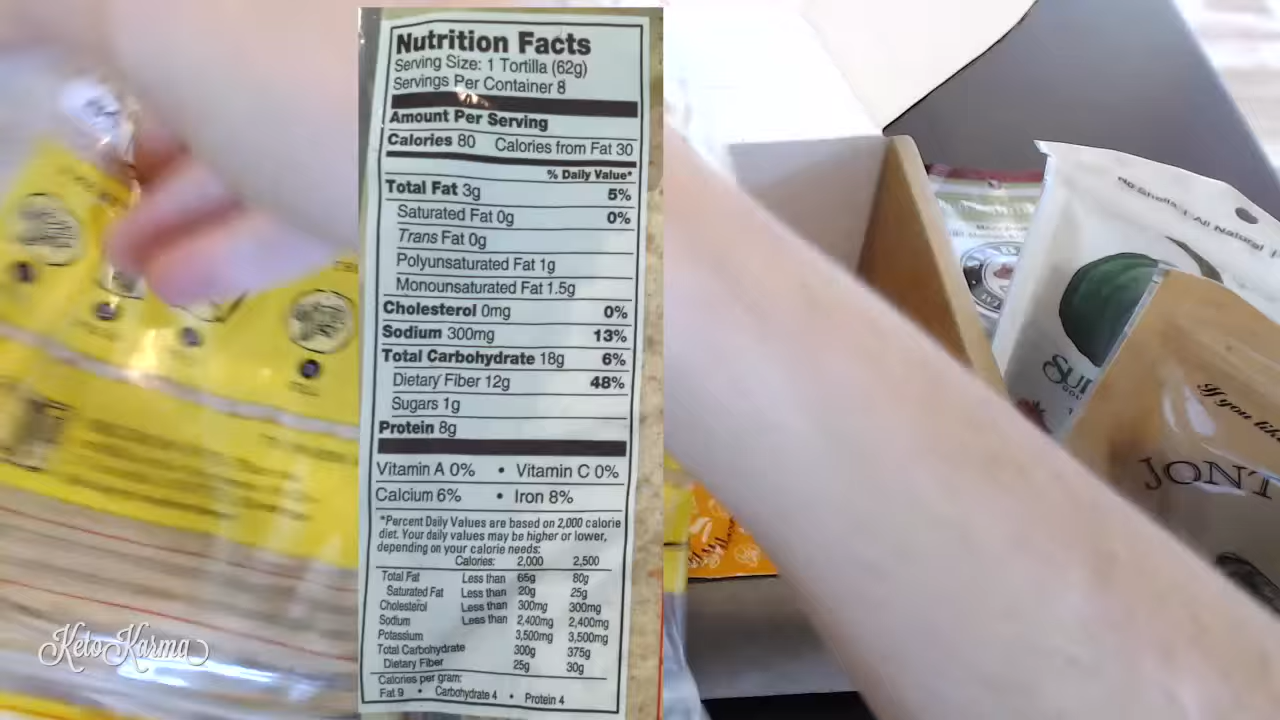 Nutrition Facts
Serving Size: 1 Tortilla (62g)
Servings Per Container 8
Amount Per Serving
Calories 80 Calories from Fat 30
% Daily Value*
Total Fat 3g 5%
Saturated Fat 0g 0%
Trans Fat 0g
Polyunsaturated Fat 1g
Monounsaturated Fat 1.5g
Cholesterol 0mg 0%
Sodium 300mg 13%
Total Carbohydrate 18g 6%
Dietary Fiber 12g 48%
Sugars 1g
Protein 8g
Vitamin A 0% • Vitamin C 0%
Calcium 6% • Iron 8%
*Percent Daily Values are based on 2,000 calorie
diet. Your daily values may be higher or lower,
depending on your calorie needs:
Calories: 2,000 2,500
Total Fat Less than 65g 80g
Saturated Fat Less than 20g 25g
Cholesterol Less than 300mg 300mg
Sodium Less than 2,400mg 2,400mg
Potassium 3,500mg 3,500mg
Total Carbohydrate 300g 375g
Dietary Fiber 25g 30g
Calories per gram:
Fat 9 • Carbohydrate 4 • Protein 4
No Shells | All Natural |
SU
If you
JONT
KetoKarma